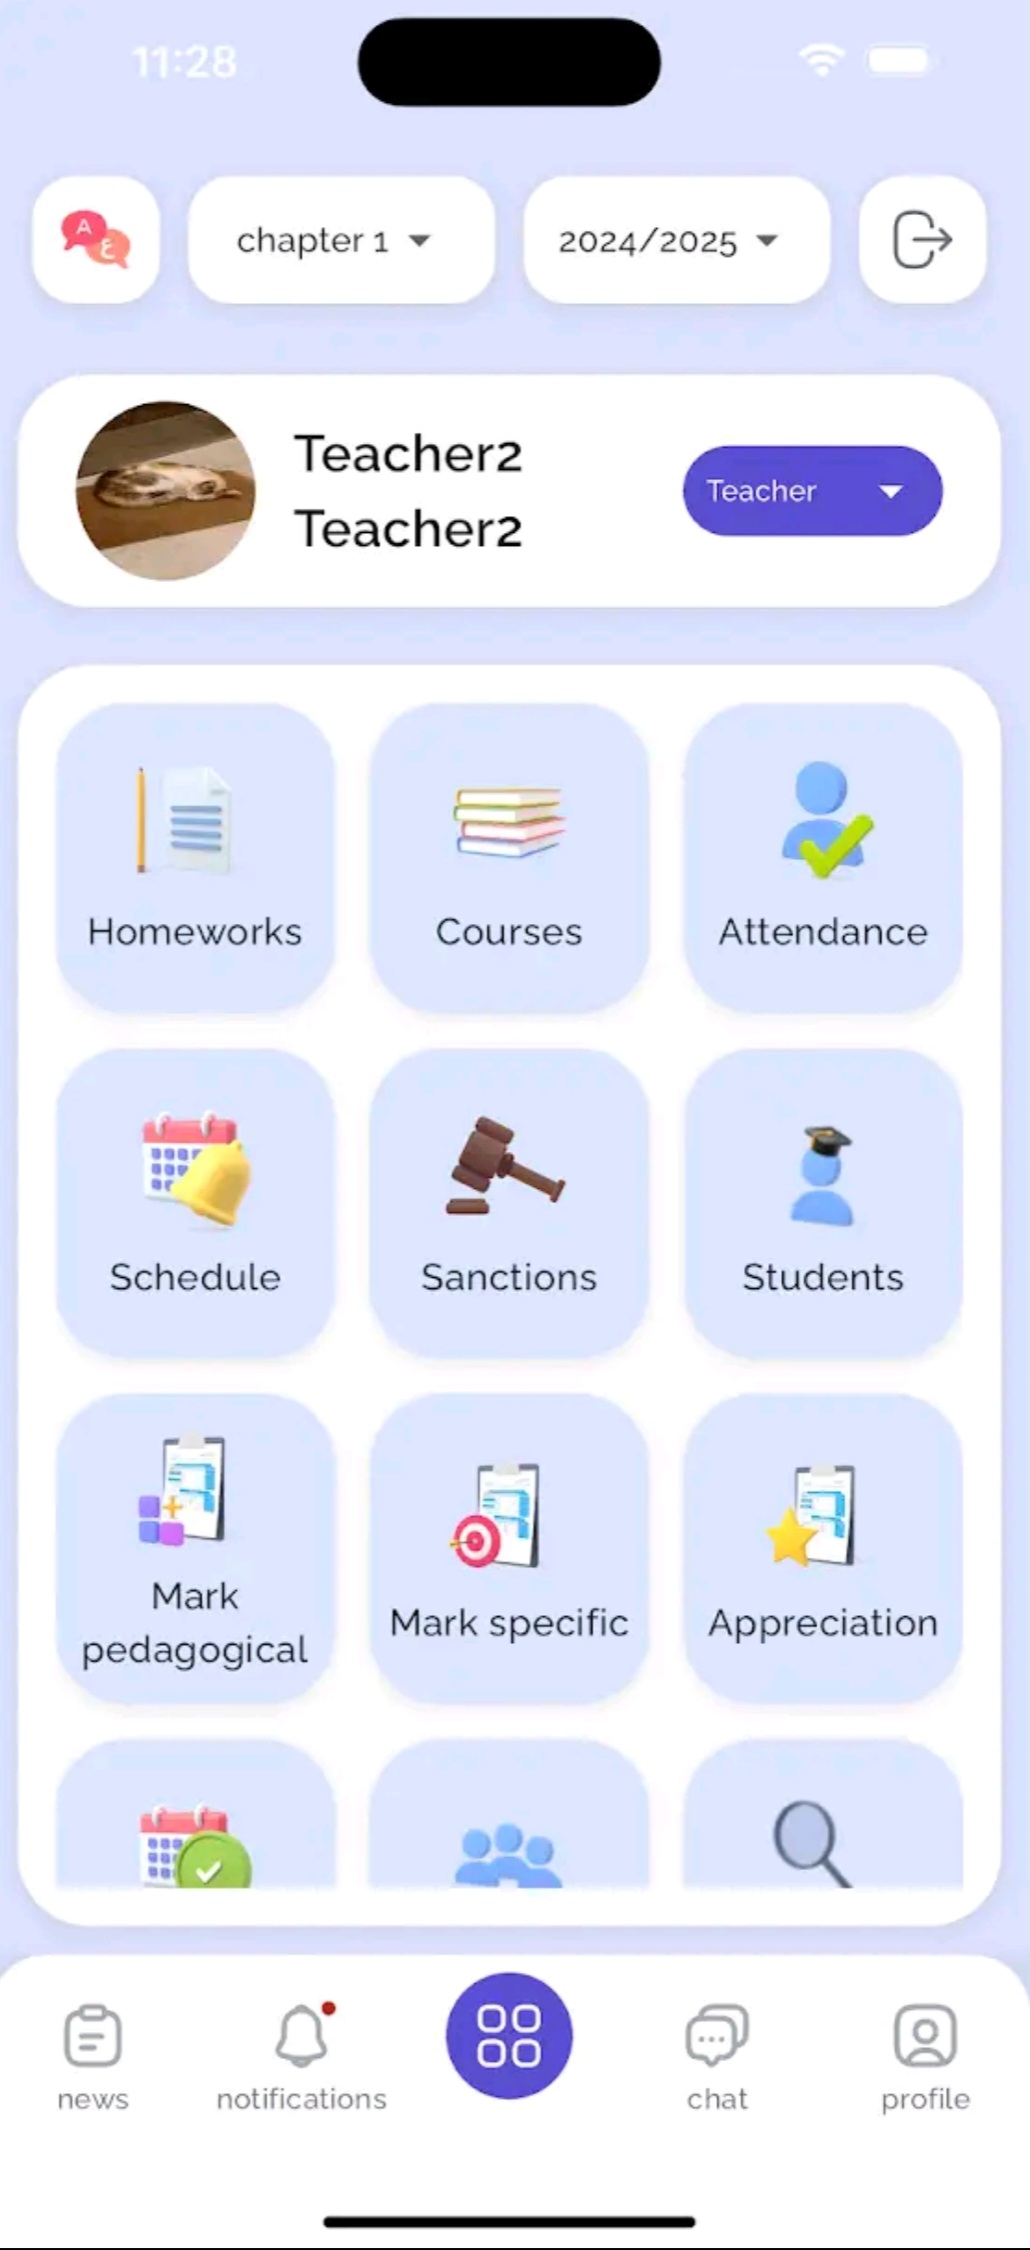 11:28
A
ع
chapter 1
2024/2025
Teacher2
Teacher2
Teacher
Homeworks
Courses
Attendance
Schedule
Sanctions
Students
Mark
pedagogical
Mark specific
Appreciation
news
notifications
chat
profile